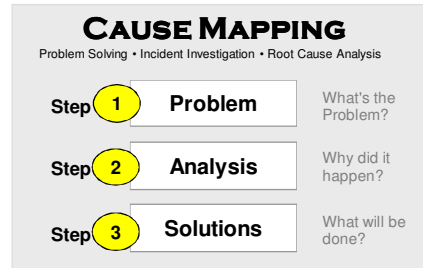 CAUSE MAPPING
Problem Solving • Incident Investigation • Root Cause Analysis
Step 1 Problem What's the
Problem?
Step 2 Analysis Why did it
happen?
Step 3 Solutions What will be
done?